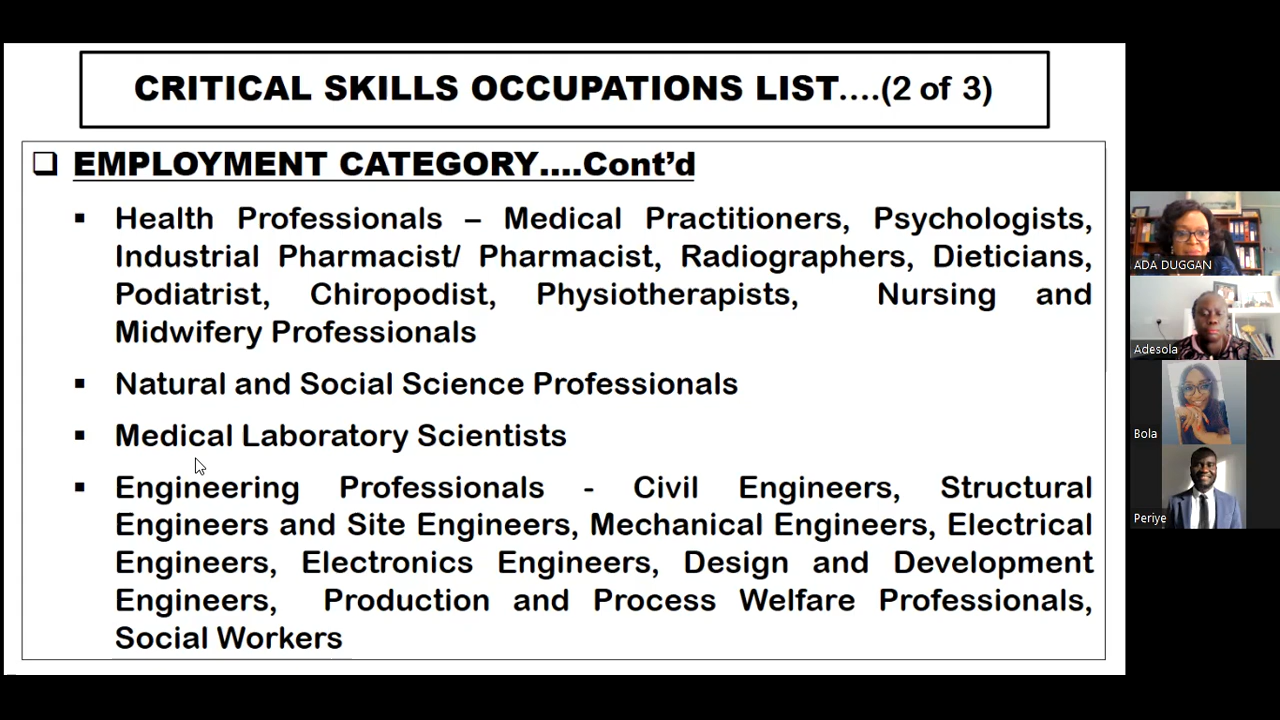 CRITICAL SKILLS OCCUPATIONS LIST....(2 of 3)
EMPLOYMENT CATEGORY....Cont’d
Health Professionals – Medical Practitioners, Psychologists,
Industrial Pharmacist/ Pharmacist, Radiographers, Dieticians,
Podiatrist, Chiropodist, Physiotherapists, Nursing and
Midwifery Professionals
Natural and Social Science Professionals
Medical Laboratory Scientists
Engineering Professionals - Civil Engineers, Structural
Engineers and Site Engineers, Mechanical Engineers, Electrical
Engineers, Electronics Engineers, Design and Development
Engineers, Production and Process Welfare Professionals,
Social Workers
ADA DUGGAN
Adesola
Bola
Periye